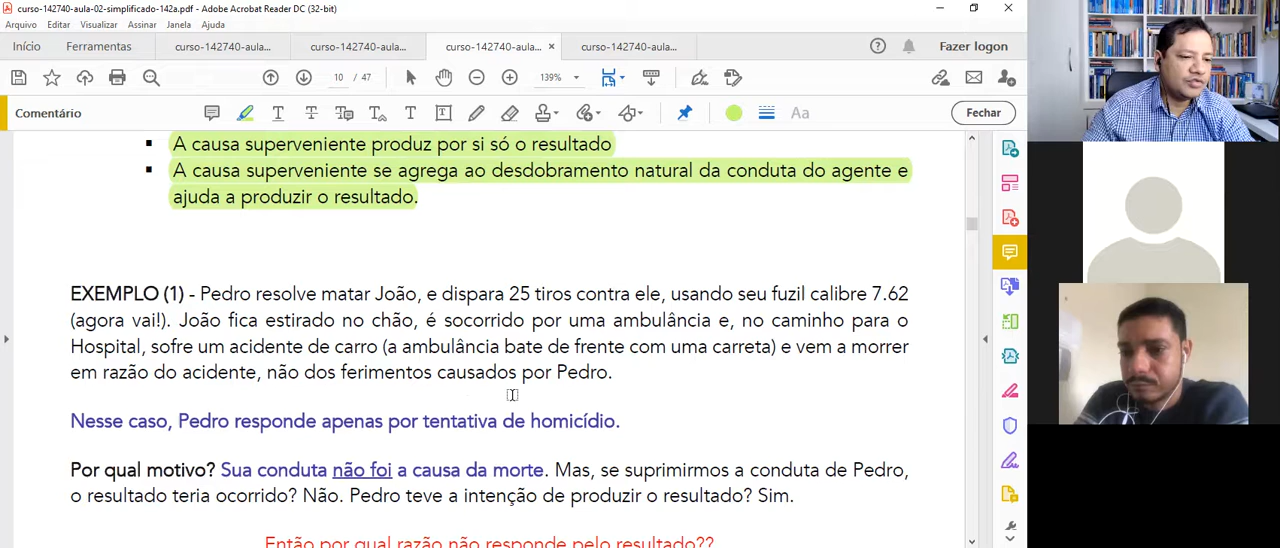 curso-142740-aula-02-simplificado-142a.pdf - Adobe Acrobat Reader DC (32-bit)
Arquivo Editar Visualizar Assinar Janela Ajuda
Início Ferramentas curso-142740-aula... curso-142740-aula... curso-142740-aula... × curso-142740-aula... Fazer logon
10 / 47 139%
Comentário Aa Fechar
▪ A causa superveniente produz por si só o resultado
▪ A causa superveniente se agrega ao desdobramento natural da conduta do agente e
ajuda a produzir o resultado.
EXEMPLO (1) - Pedro resolve matar João, e dispara 25 tiros contra ele, usando seu fuzil calibre 7.62
(agora vai!). João fica estirado no chão, é socorrido por uma ambulância e, no caminho para o
Hospital, sofre um acidente de carro (a ambulância bate de frente com uma carreta) e vem a morrer
em razão do acidente, não dos ferimentos causados por Pedro.
Nesse caso, Pedro responde apenas por tentativa de homicídio.
Por qual motivo? Sua conduta não foi a causa da morte. Mas, se suprimirmos a conduta de Pedro,
o resultado teria ocorrido? Não. Pedro teve a intenção de produzir o resultado? Sim.
Então por qual razão não responde pelo resultado??